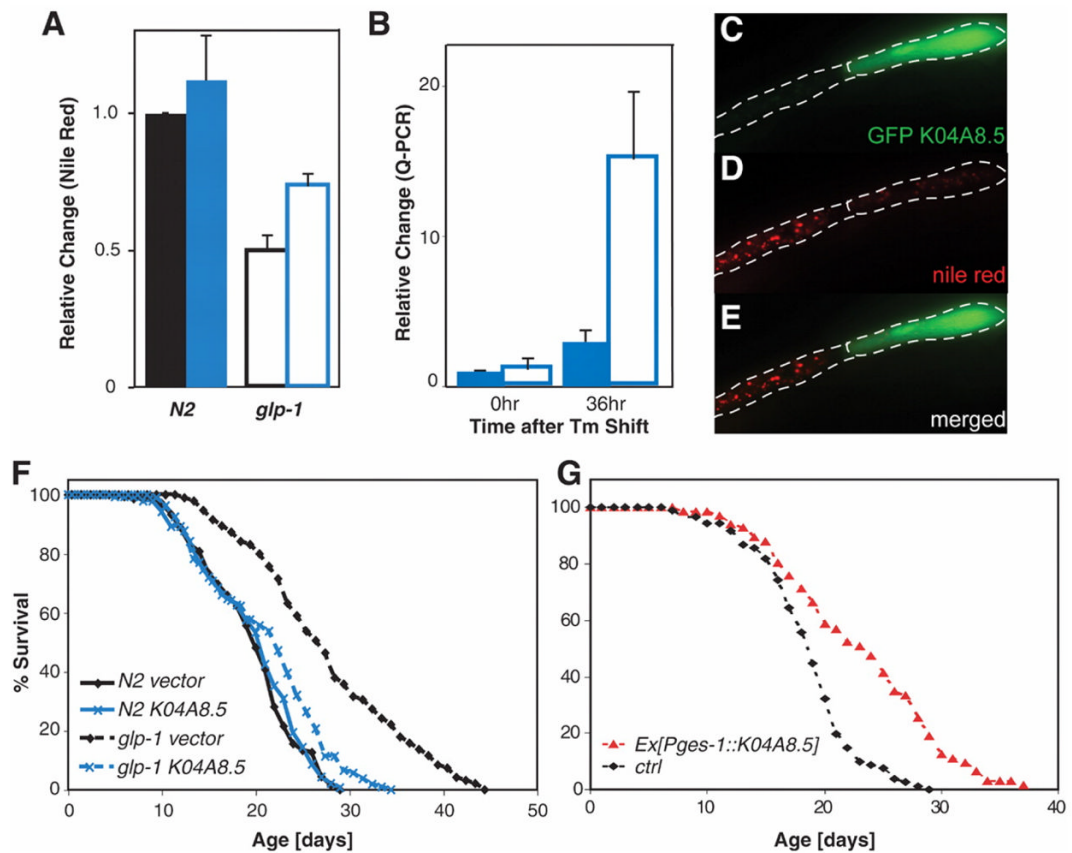 A
Relative Change (Nile Red)
1.0
0.5
0
N2 glp-1
B
Relative Change (Q-PCR)
20
10
0
0hr 36hr
Time after Tm Shift
C
GFP K04A8.5
D
nile red
E
merged
F
% Survival
100
80
60
40
20
0
N2 vector
N2 K04A8.5
glp-1 vector
glp-1 K04A8.5
0 10 20 30 40 50
Age [days]
G
100
80
60
40
20
0
Ex[Pges-1::K04A8.5]
ctrl
0 10 20 30 40
Age [days]